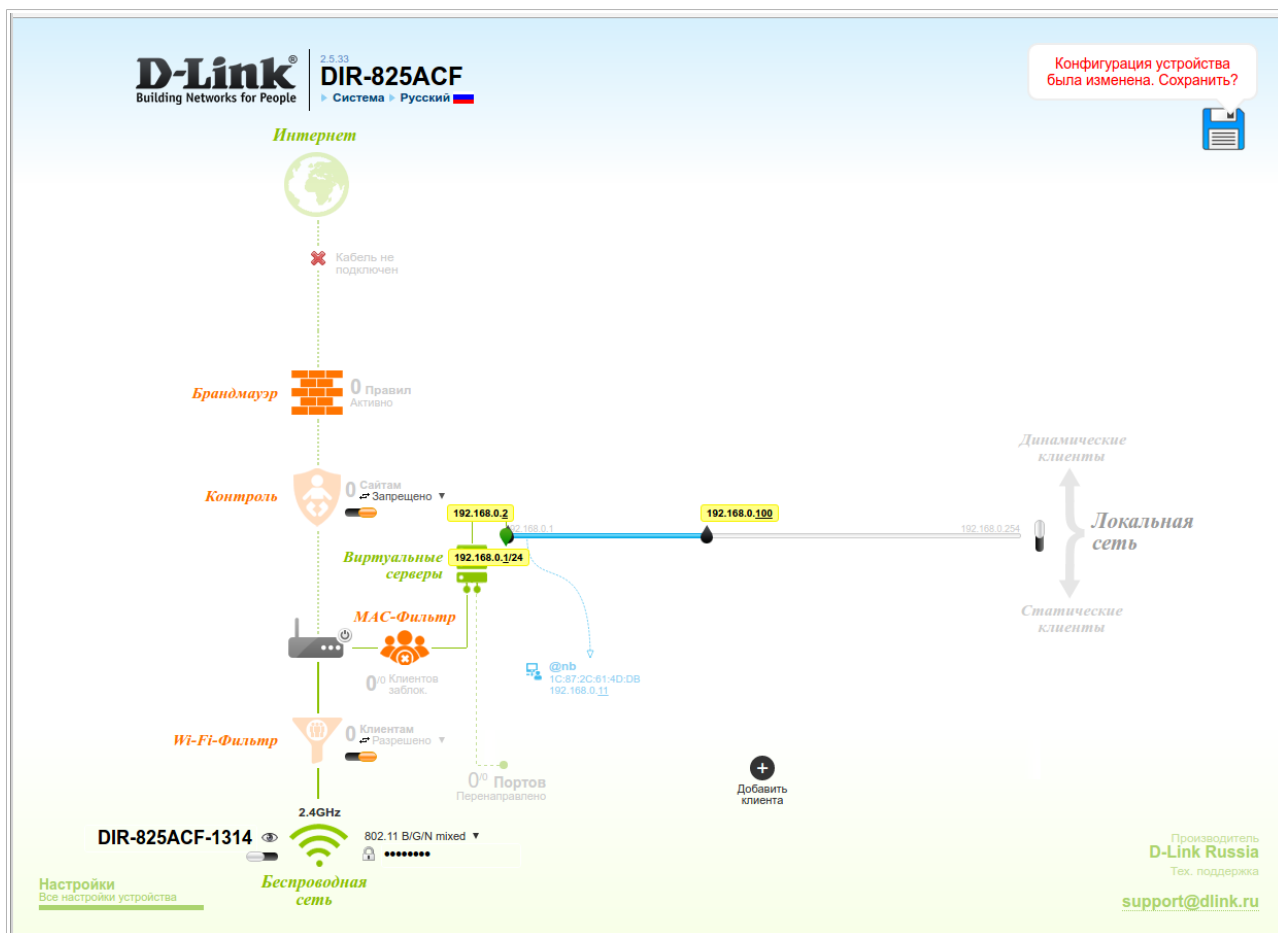 D-Link®
Building Networks for People
2.5.33
DIR-825ACF
Система
Русский
Конфигурация устройства
была изменена. Сохранить?
Интернет
Кабель не
подключен
Брандмауэр
0 Правил
Активно
Контроль
0 Сайтам
Запрещено ▼
192.168.0.2
192.168.0.1
192.168.0.100
192.168.0.254
192.168.0.1/24
Виртуальные
серверы
Динамические
клиенты
Локальная
сеть
Статические
клиенты
MAC-Фильтр
0/0 Клиентов
заблок.
@nb
1C:87:2C:61:4D:DB
192.168.0.11
Wi-Fi-Фильтр
0 Клиентам
Разрешено ▼
0/0 Портов
Перенаправлено
Добавить
клиента
2.4GHz
DIR-825ACF-1314
802.11 B/G/N mixed ▼
••••••••
Беспроводная
сеть
Настройки
Все настройки устройства
Производитель
D-Link Russia
Тех. поддержка
support@dlink.ru